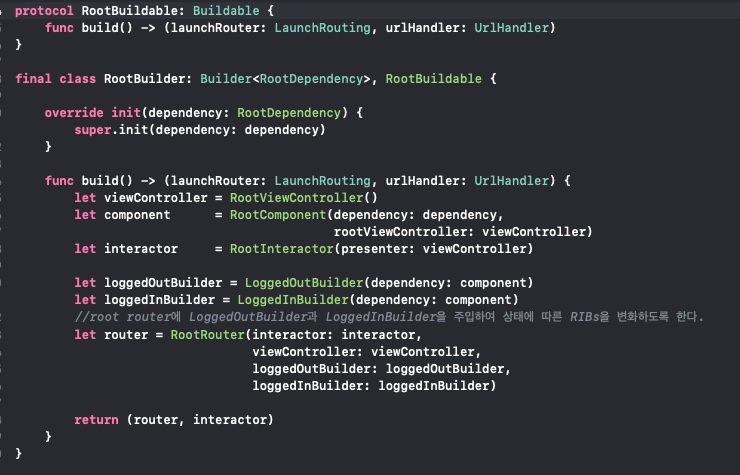 protocol RootBuildable: Buildable {
    func build() -> (launchRouter: LaunchRouting, urlHandler: UrlHandler)
}
final class RootBuilder: Builder<RootDependency>, RootBuildable {
    override init(dependency: RootDependency) {
        super.init(dependency: dependency)
    }
    func build() -> (launchRouter: LaunchRouting, urlHandler: UrlHandler) {
        let viewController = RootViewController()
        let component      = RootComponent(dependency: dependency,
                                           rootViewController: viewController)
        let interactor     = RootInteractor(presenter: viewController)
        let loggedOutBuilder = LoggedOutBuilder(dependency: component)
        let loggedInBuilder = LoggedInBuilder(dependency: component)
        //root router에 LoggedOutBuilder과 LoggedInBuilder을 주입하여 상태에 따른 RIBs을 변화하도록 한다.
        let router = RootRouter(interactor: interactor,
                                viewController: viewController,
                                loggedOutBuilder: loggedOutBuilder,
                                loggedInBuilder: loggedInBuilder)
        return (router, interactor)
    }
}